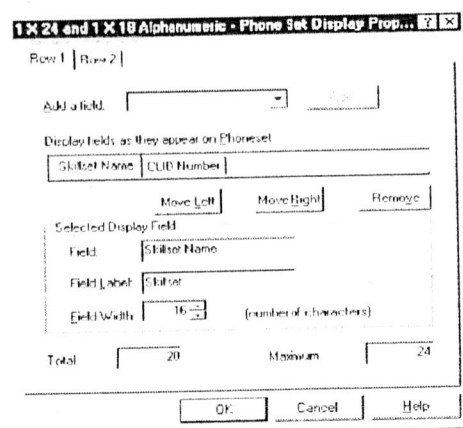 1 X 24 and 1 X 18 Alphanumeric - Phone Set Display Prop... ? X
Row 1 Row 2
Add a field:
Display fields as they appear on Phoneset
Skillset Name CLID Number
Move Left Move Right Remove
Selected Display Field
Field: Skillset Name
Field Label: Skillset
Field Width: 16 (number of characters)
Total 20 Maximum 24
OK Cancel Help